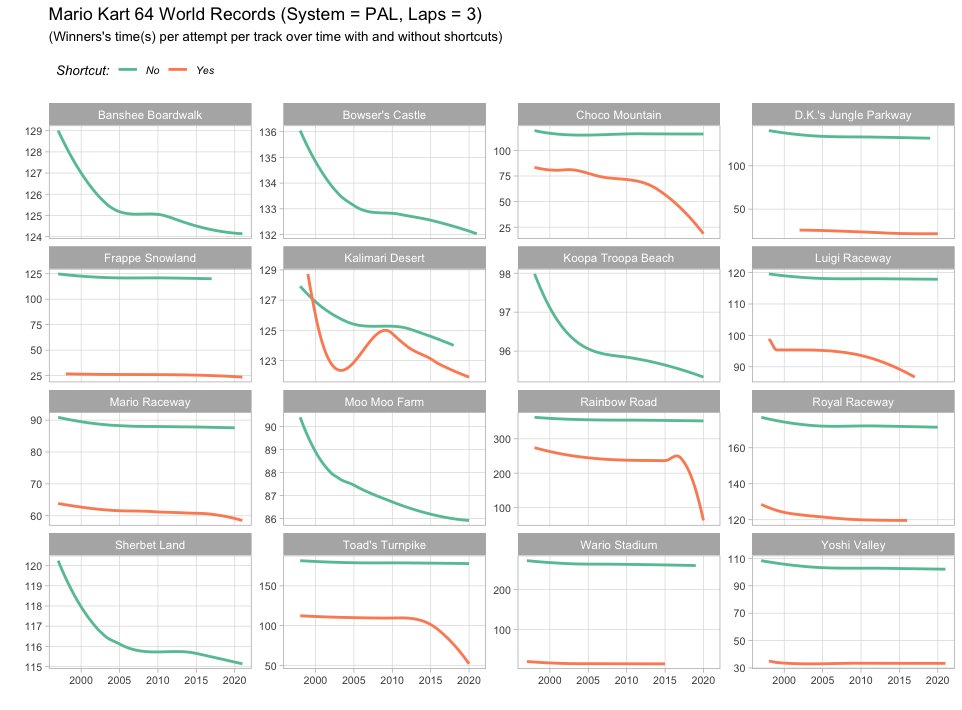 Mario Kart 64 World Records (System = PAL, Laps = 3)
(Winners's time(s) per attempt per track over time with and without shortcuts)
Shortcut: No Yes
Banshee Boardwalk
129
128
127
126
125
124
Bowser's Castle
136
135
134
133
132
Choco Mountain
100
75
50
25
D.K.'s Jungle Parkway
100
50
Frappe Snowland
125
100
75
50
25
Kalimari Desert
129
127
125
123
Koopa Troopa Beach
98
97
96
Luigi Raceway
120
110
100
90
Mario Raceway
90
80
70
60
Moo Moo Farm
90
89
88
87
86
Rainbow Road
300
200
100
Royal Raceway
160
140
120
Sherbet Land
120
119
118
117
116
115
2000 2005 2010 2015 2020
Toad's Turnpike
150
100
50
2000 2005 2010 2015 2020
Wario Stadium
200
100
2000 2005 2010 2015 2020
Yoshi Valley
110
90
70
50
30
2000 2005 2010 2015 2020